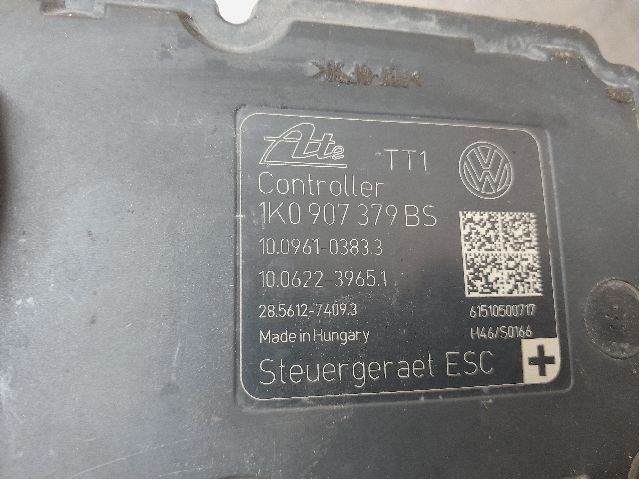 Ate TT1
Controller
1K0 907 379 BS
10.0961-0383.3
10.0622-3965.1
28.5612-7409.3 61510500717
Made in Hungary H46/S0166
Steuergeraet ESC